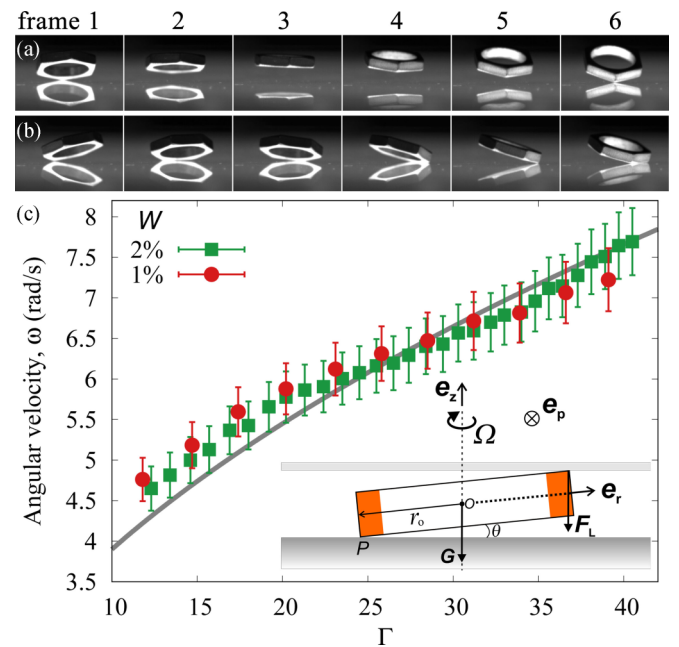 frame 1 2 3 4 5 6
(a)
(b)
(c)
8
7.5
7
6.5
6
5.5
5
4.5
4
3.5
Angular velocity, ω (rad/s)
W
2%
1%
e_z
Ω
e_p
e_r
O
r_o
θ
F_L
P
G
10 15 20 25 30 35 40
Γ